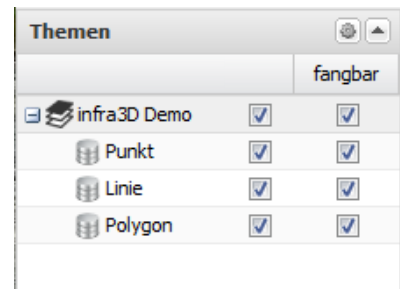 Themen
fangbar
infra3D Demo
Punkt
Linie
Polygon